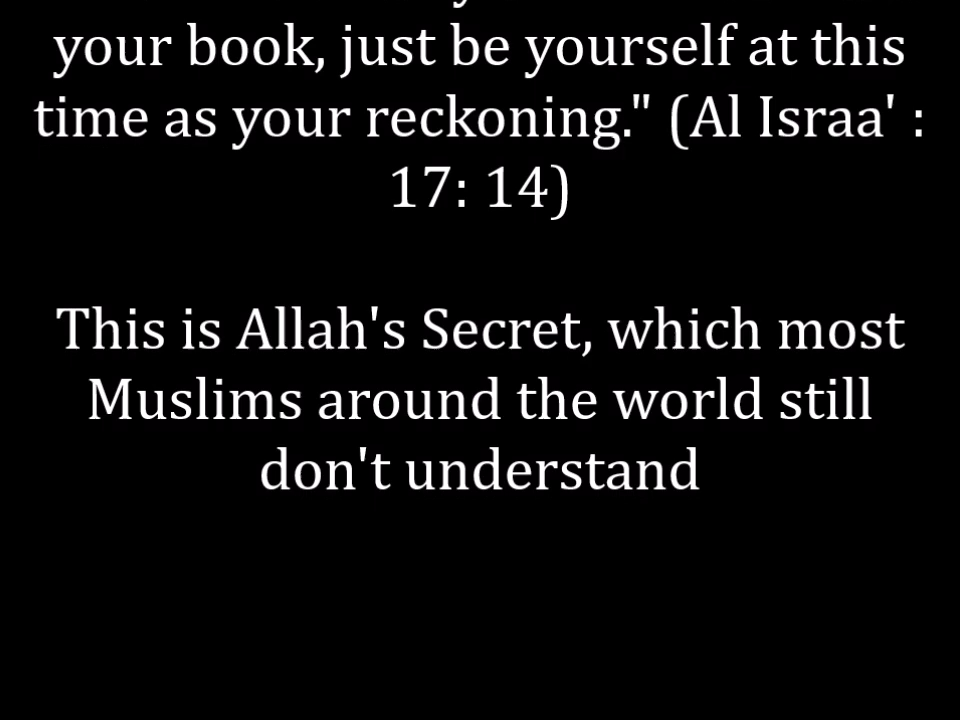 your book, just be yourself at this
time as your reckoning." (Al Israa' :
17: 14)
This is Allah's Secret, which most
Muslims around the world still
don't understand